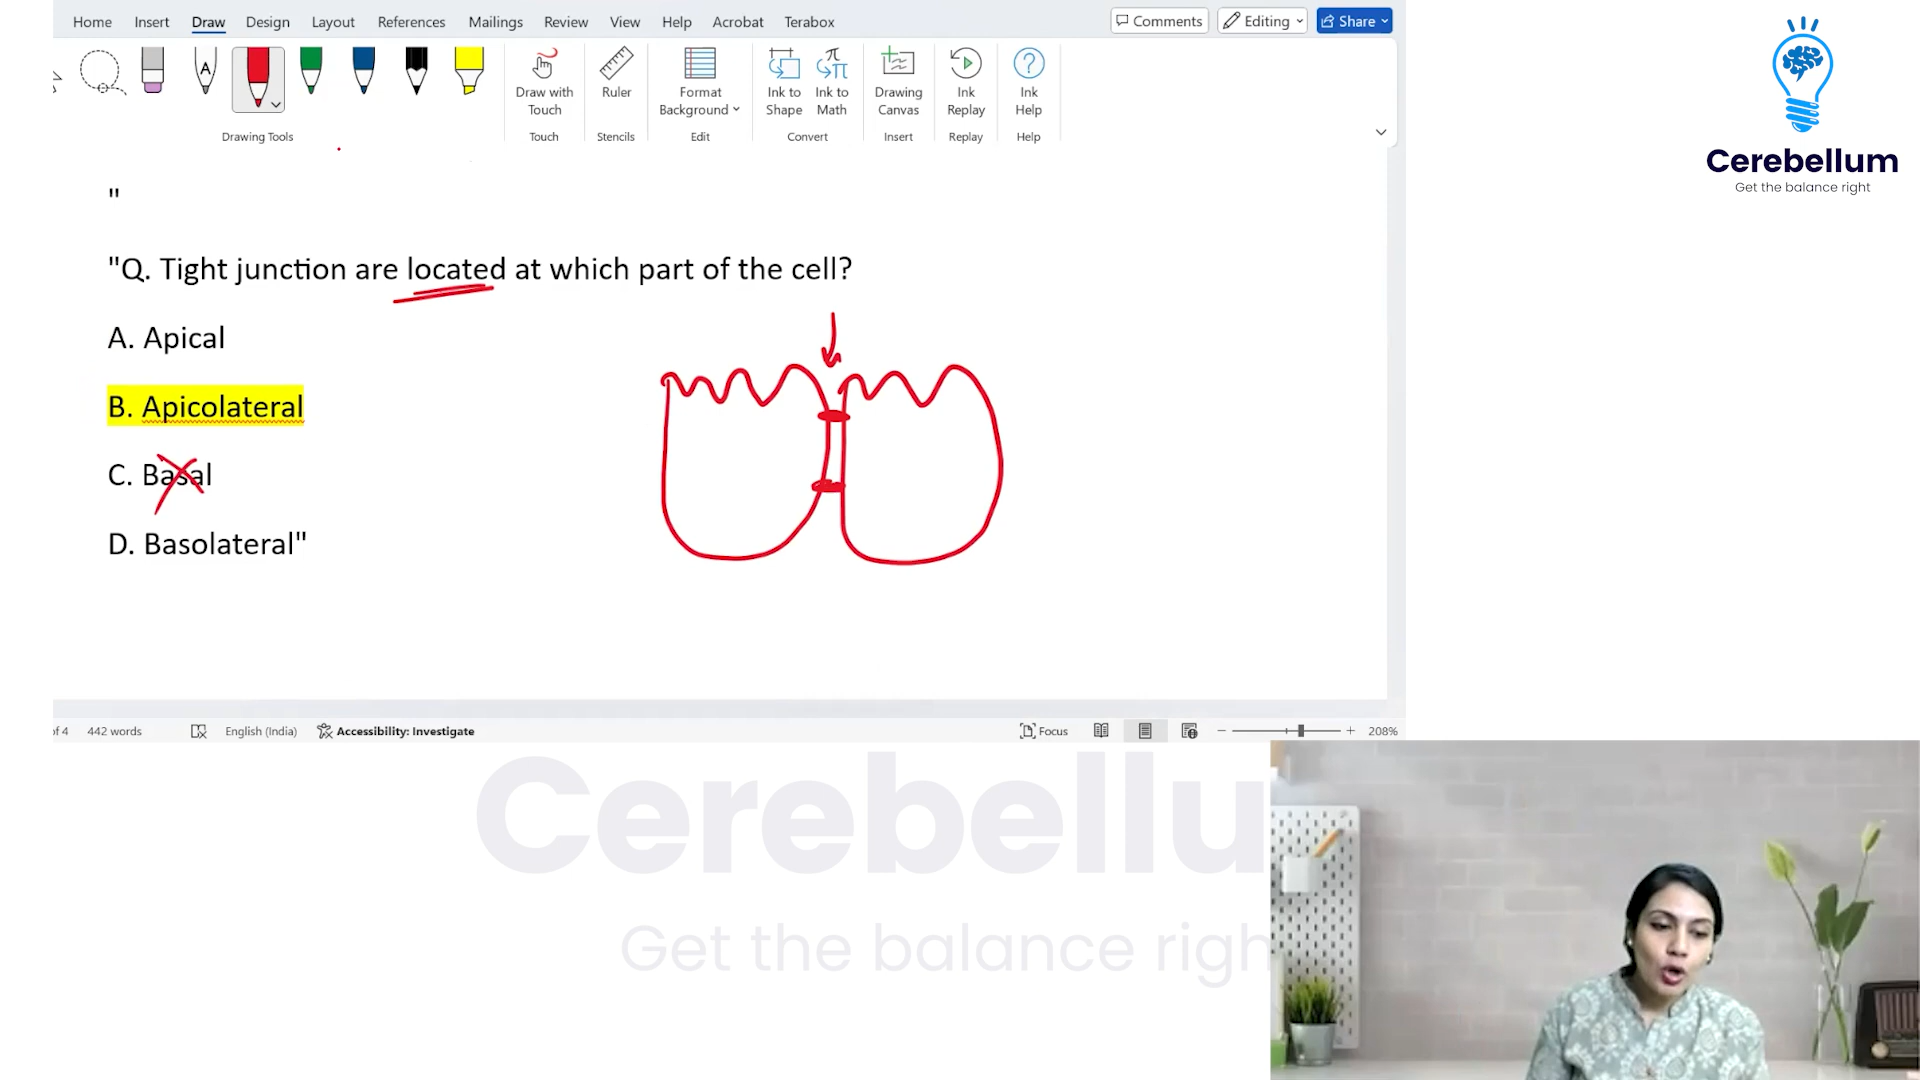 Home Insert Draw Design Layout References Mailings Review View Help Acrobat Terabox Comments Editing Share
A
Draw with Touch
Ruler
Format Background
Ink to Shape
Ink to Math
Drawing Canvas
Ink Replay
Ink Help
Drawing Tools Touch Stencils Edit Convert Insert Replay Help
Cerebellum
Get the balance right
"
"Q. Tight junction are located at which part of the cell?
A. Apical
B. Apicolateral
C. Basal
D. Basolateral"
of 4 442 words English (India) Accessibility: Investigate Focus 208%
Cerebellu
Get the balance righ